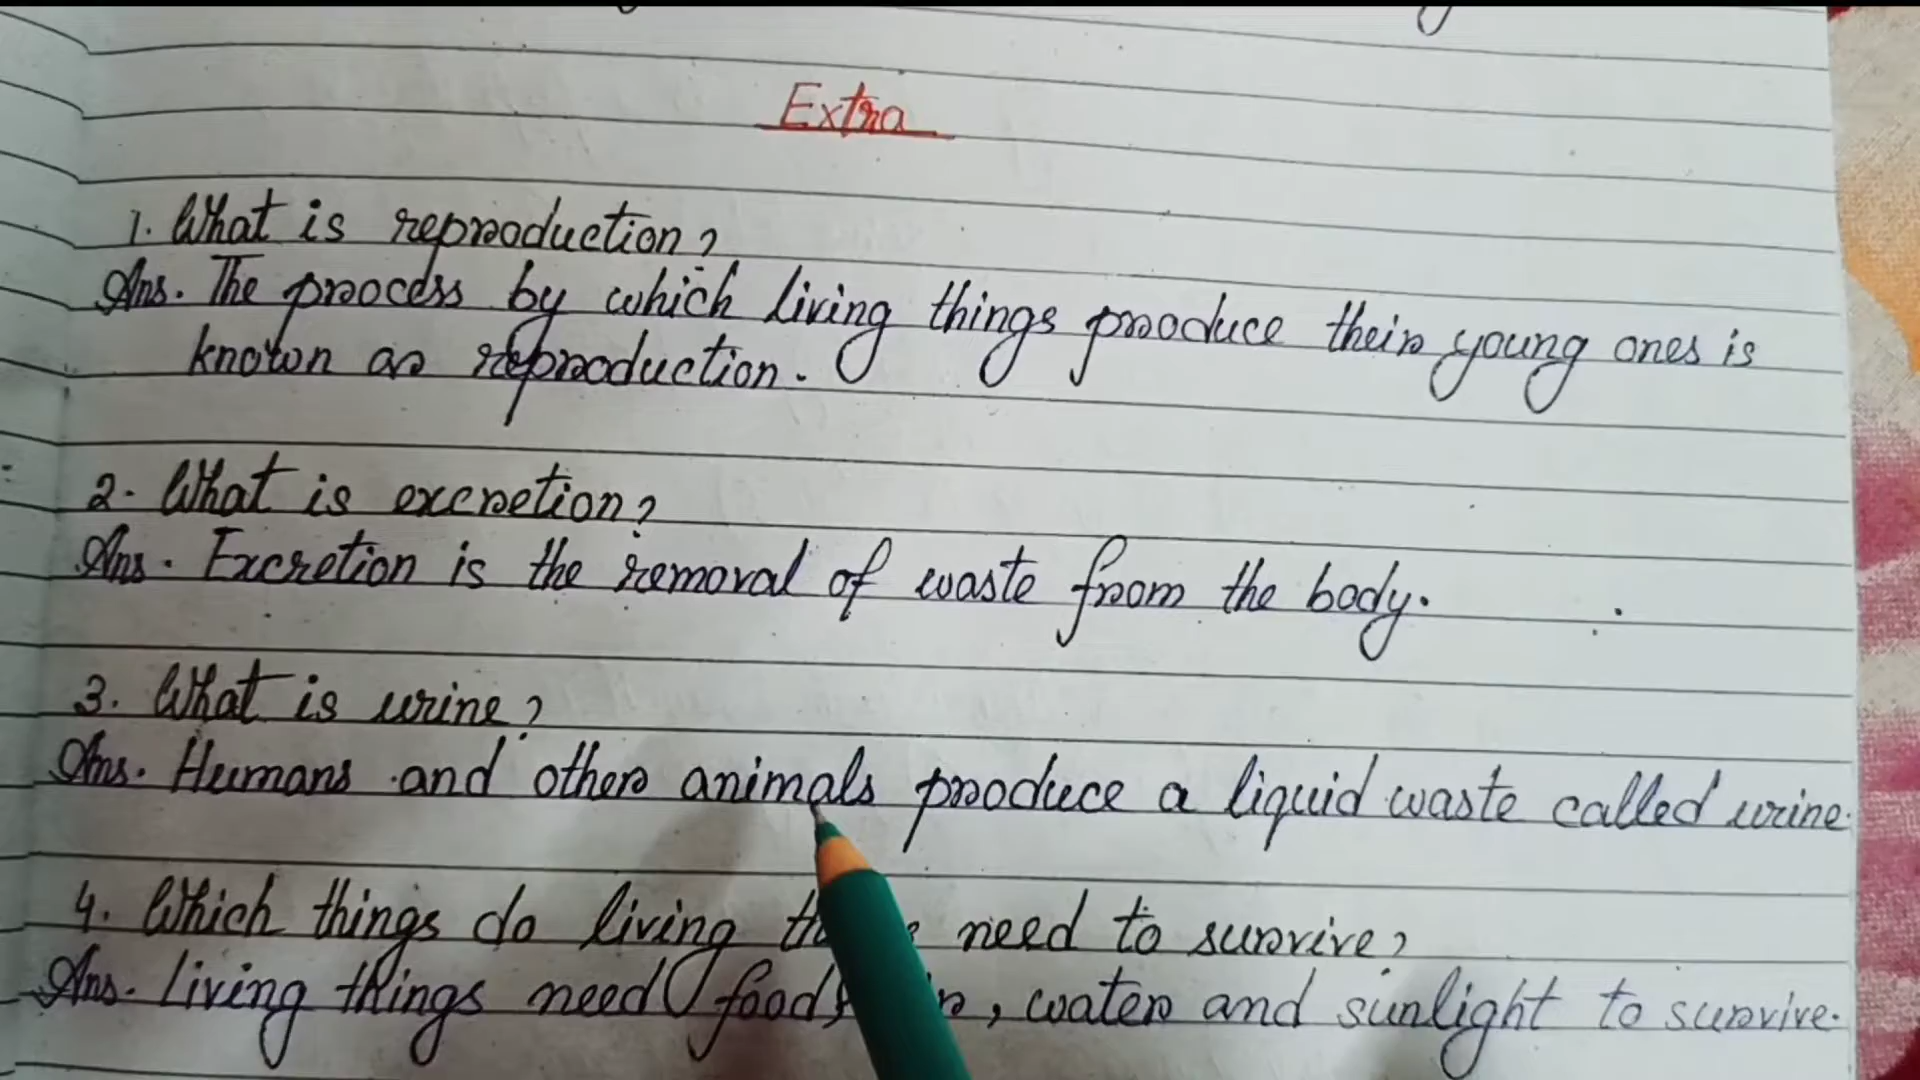 Extra
1. What is reproduction?
Ans. The process by which living things produce their young ones is
known as reproduction.
2. What is excretion?
Ans. Excretion is the removal of waste from the body.
3. What is urine?
Ans. Humans and other animals produce a liquid waste called urine.
4. Which things do living need to survive?
Ans. Living things need food, water and sunlight to survive.